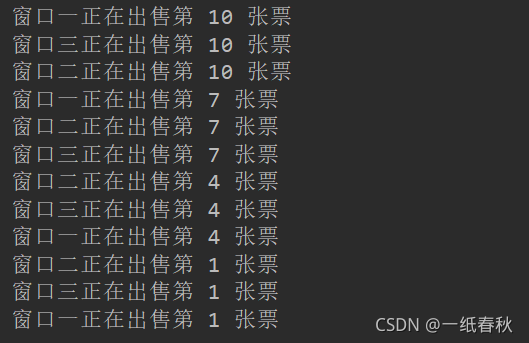 窗口一正在出售第 10 张票
窗口三正在出售第 10 张票
窗口二正在出售第 10 张票
窗口一正在出售第 7 张票
窗口二正在出售第 7 张票
窗口三正在出售第 7 张票
窗口二正在出售第 4 张票
窗口三正在出售第 4 张票
窗口一正在出售第 4 张票
窗口二正在出售第 1 张票
窗口三正在出售第 1 张票
窗口一正在出售第 1 张票
CSDN @一纸春秋